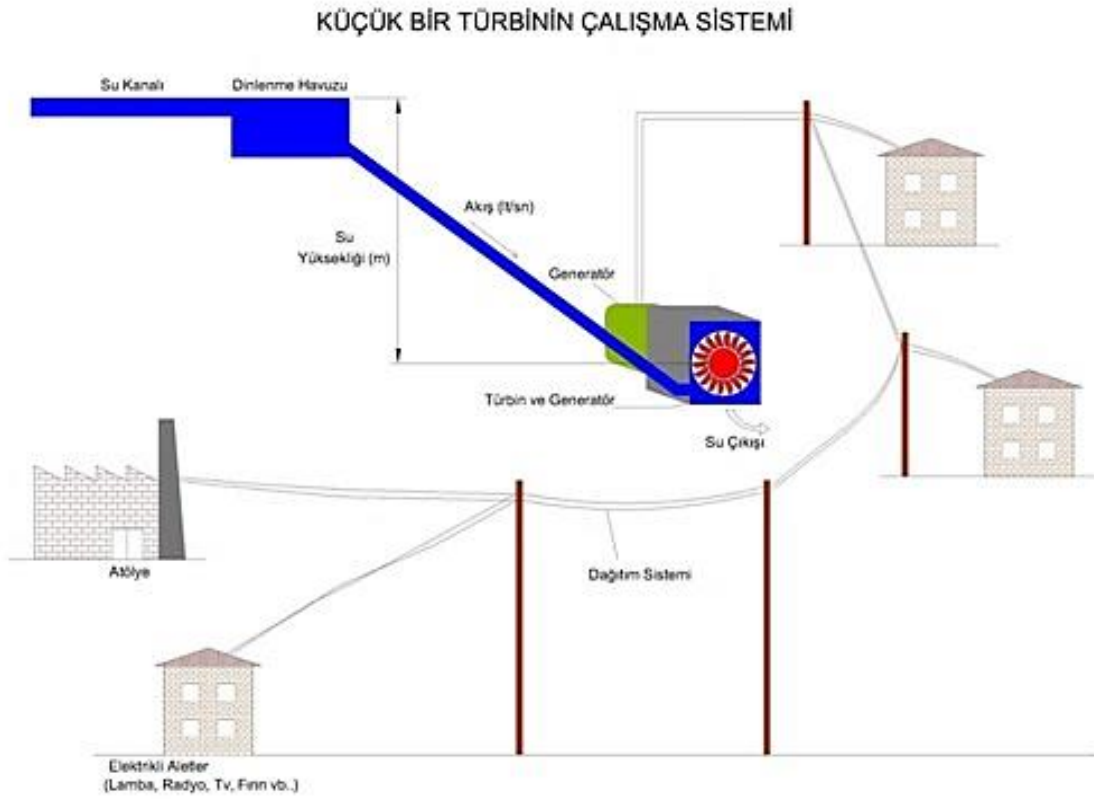 KÜÇÜK BİR TÜRBİNİN ÇALIŞMA SİSTEMİ
Su Kanalı
Dinlenme Havuzu
Akış (lt/sn)
Su
Yüksekliği (m)
Generatör
Türbin ve Generatör
Su Çıkışı
Atölye
Dağıtım Sistemi
Elektrikli Aletler
(Lamba, Radyo, Tv, Fırın vb..)